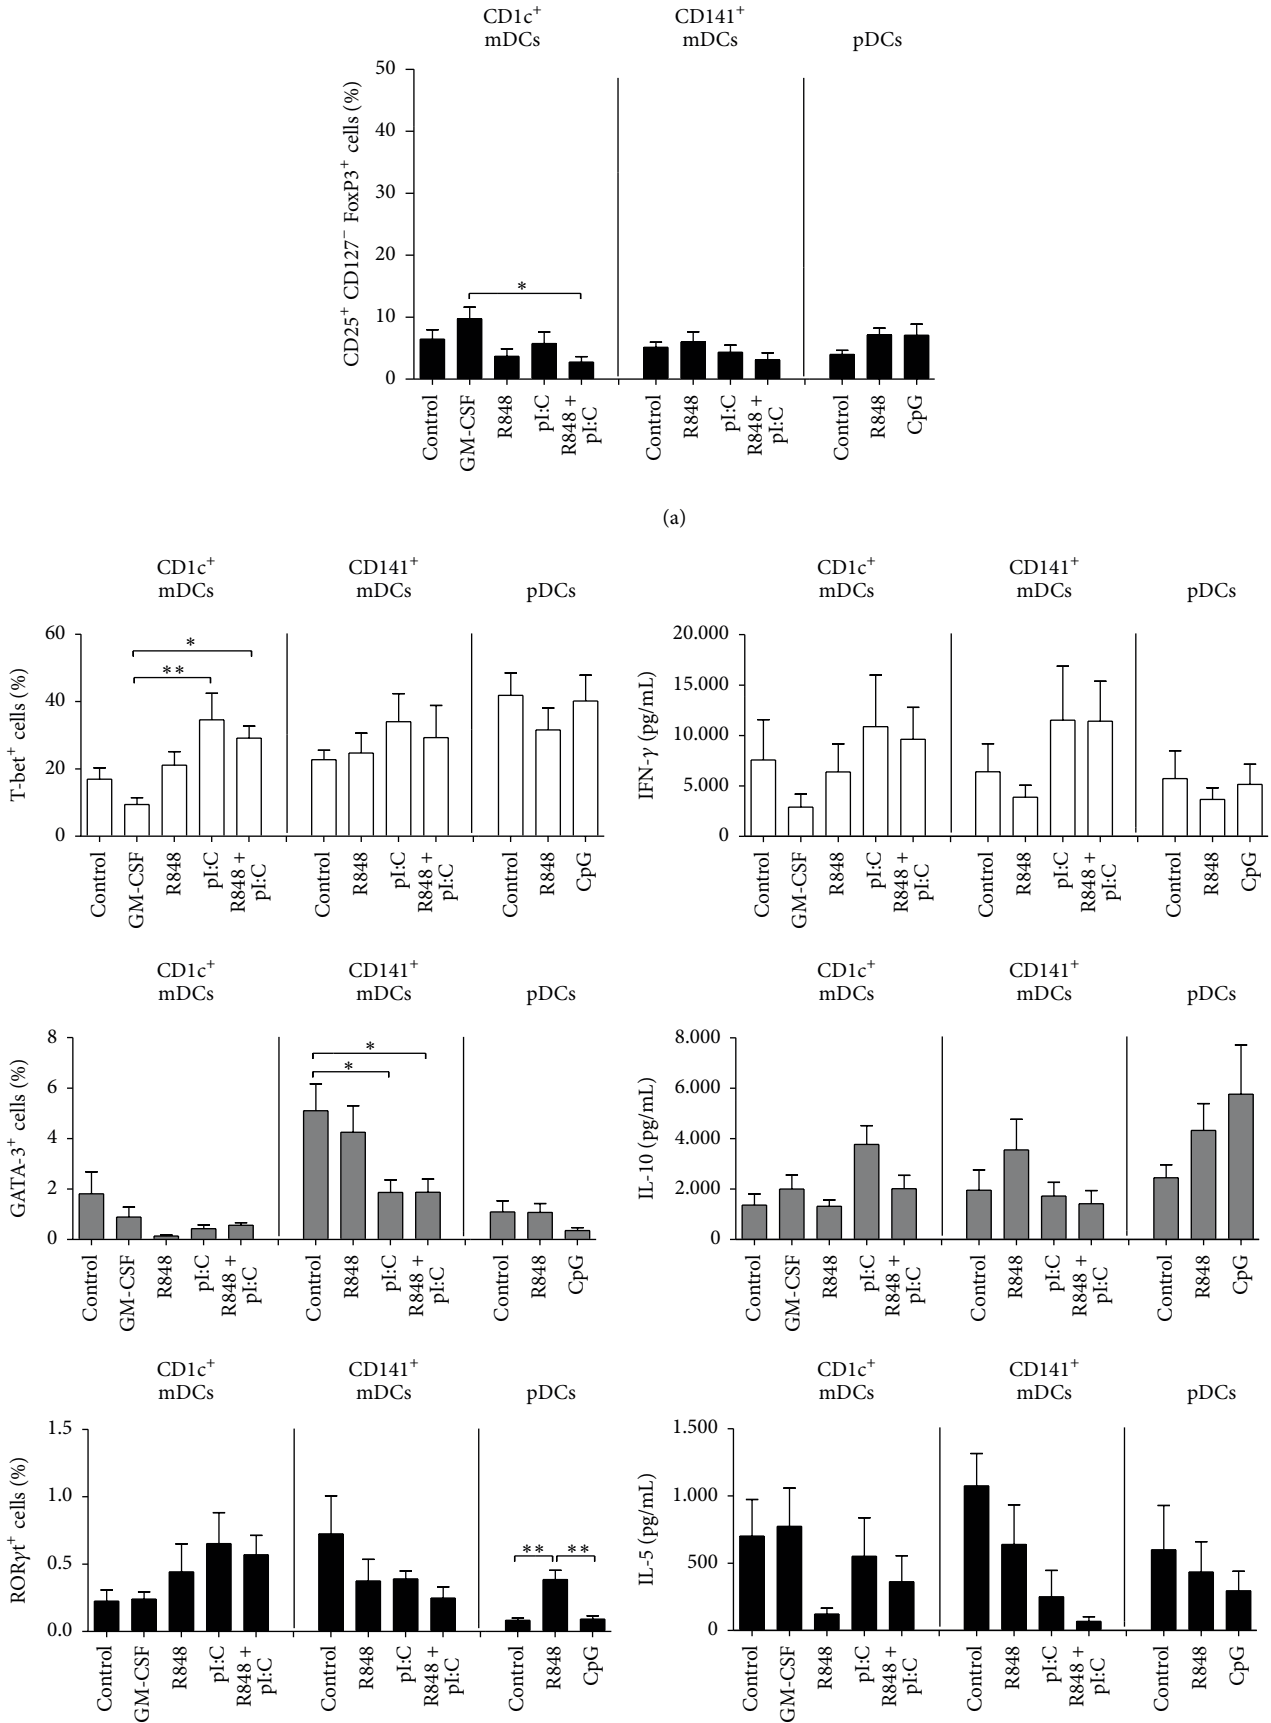 CD1c+
mDCs
CD141+
mDCs
pDCs
CD25+ CD127− FoxP3+ cells (%)
50
40
30
20
10
0
*
Control
GM-CSF
R848
pI:C
R848 +
pI:C
Control
R848
pI:C
R848 +
pI:C
Control
R848
CpG
(a)
CD1c+
mDCs
CD141+
mDCs
pDCs
T-bet+ cells (%)
60
40
20
0
*
**
Control
GM-CSF
R848
pI:C
R848 +
pI:C
Control
R848
pI:C
R848 +
pI:C
Control
R848
CpG
CD1c+
mDCs
CD141+
mDCs
pDCs
IFN-γ (pg/mL)
20.000
15.000
10.000
5.000
0
Control
GM-CSF
R848
pI:C
R848 +
pI:C
Control
R848
pI:C
R848 +
pI:C
Control
R848
CpG
CD1c+
mDCs
CD141+
mDCs
pDCs
GATA-3+ cells (%)
8
6
4
2
0
*
*
Control
GM-CSF
R848
pI:C
R848 +
pI:C
Control
R848
pI:C
R848 +
pI:C
Control
R848
CpG
CD1c+
mDCs
CD141+
mDCs
pDCs
IL-10 (pg/mL)
8.000
6.000
4.000
2.000
0
Control
GM-CSF
R848
pI:C
R848 +
pI:C
Control
R848
pI:C
R848 +
pI:C
Control
R848
CpG
CD1c+
mDCs
CD141+
mDCs
pDCs
RORγt+ cells (%)
1.5
1.0
0.5
0.0
**
**
Control
GM-CSF
R848
pI:C
R848 +
pI:C
Control
R848
pI:C
R848 +
pI:C
Control
R848
CpG
CD1c+
mDCs
CD141+
mDCs
pDCs
IL-5 (pg/mL)
1.500
1.000
500
0
Control
GM-CSF
R848
pI:C
R848 +
pI:C
Control
R848
pI:C
R848 +
pI:C
Control
R848
CpG